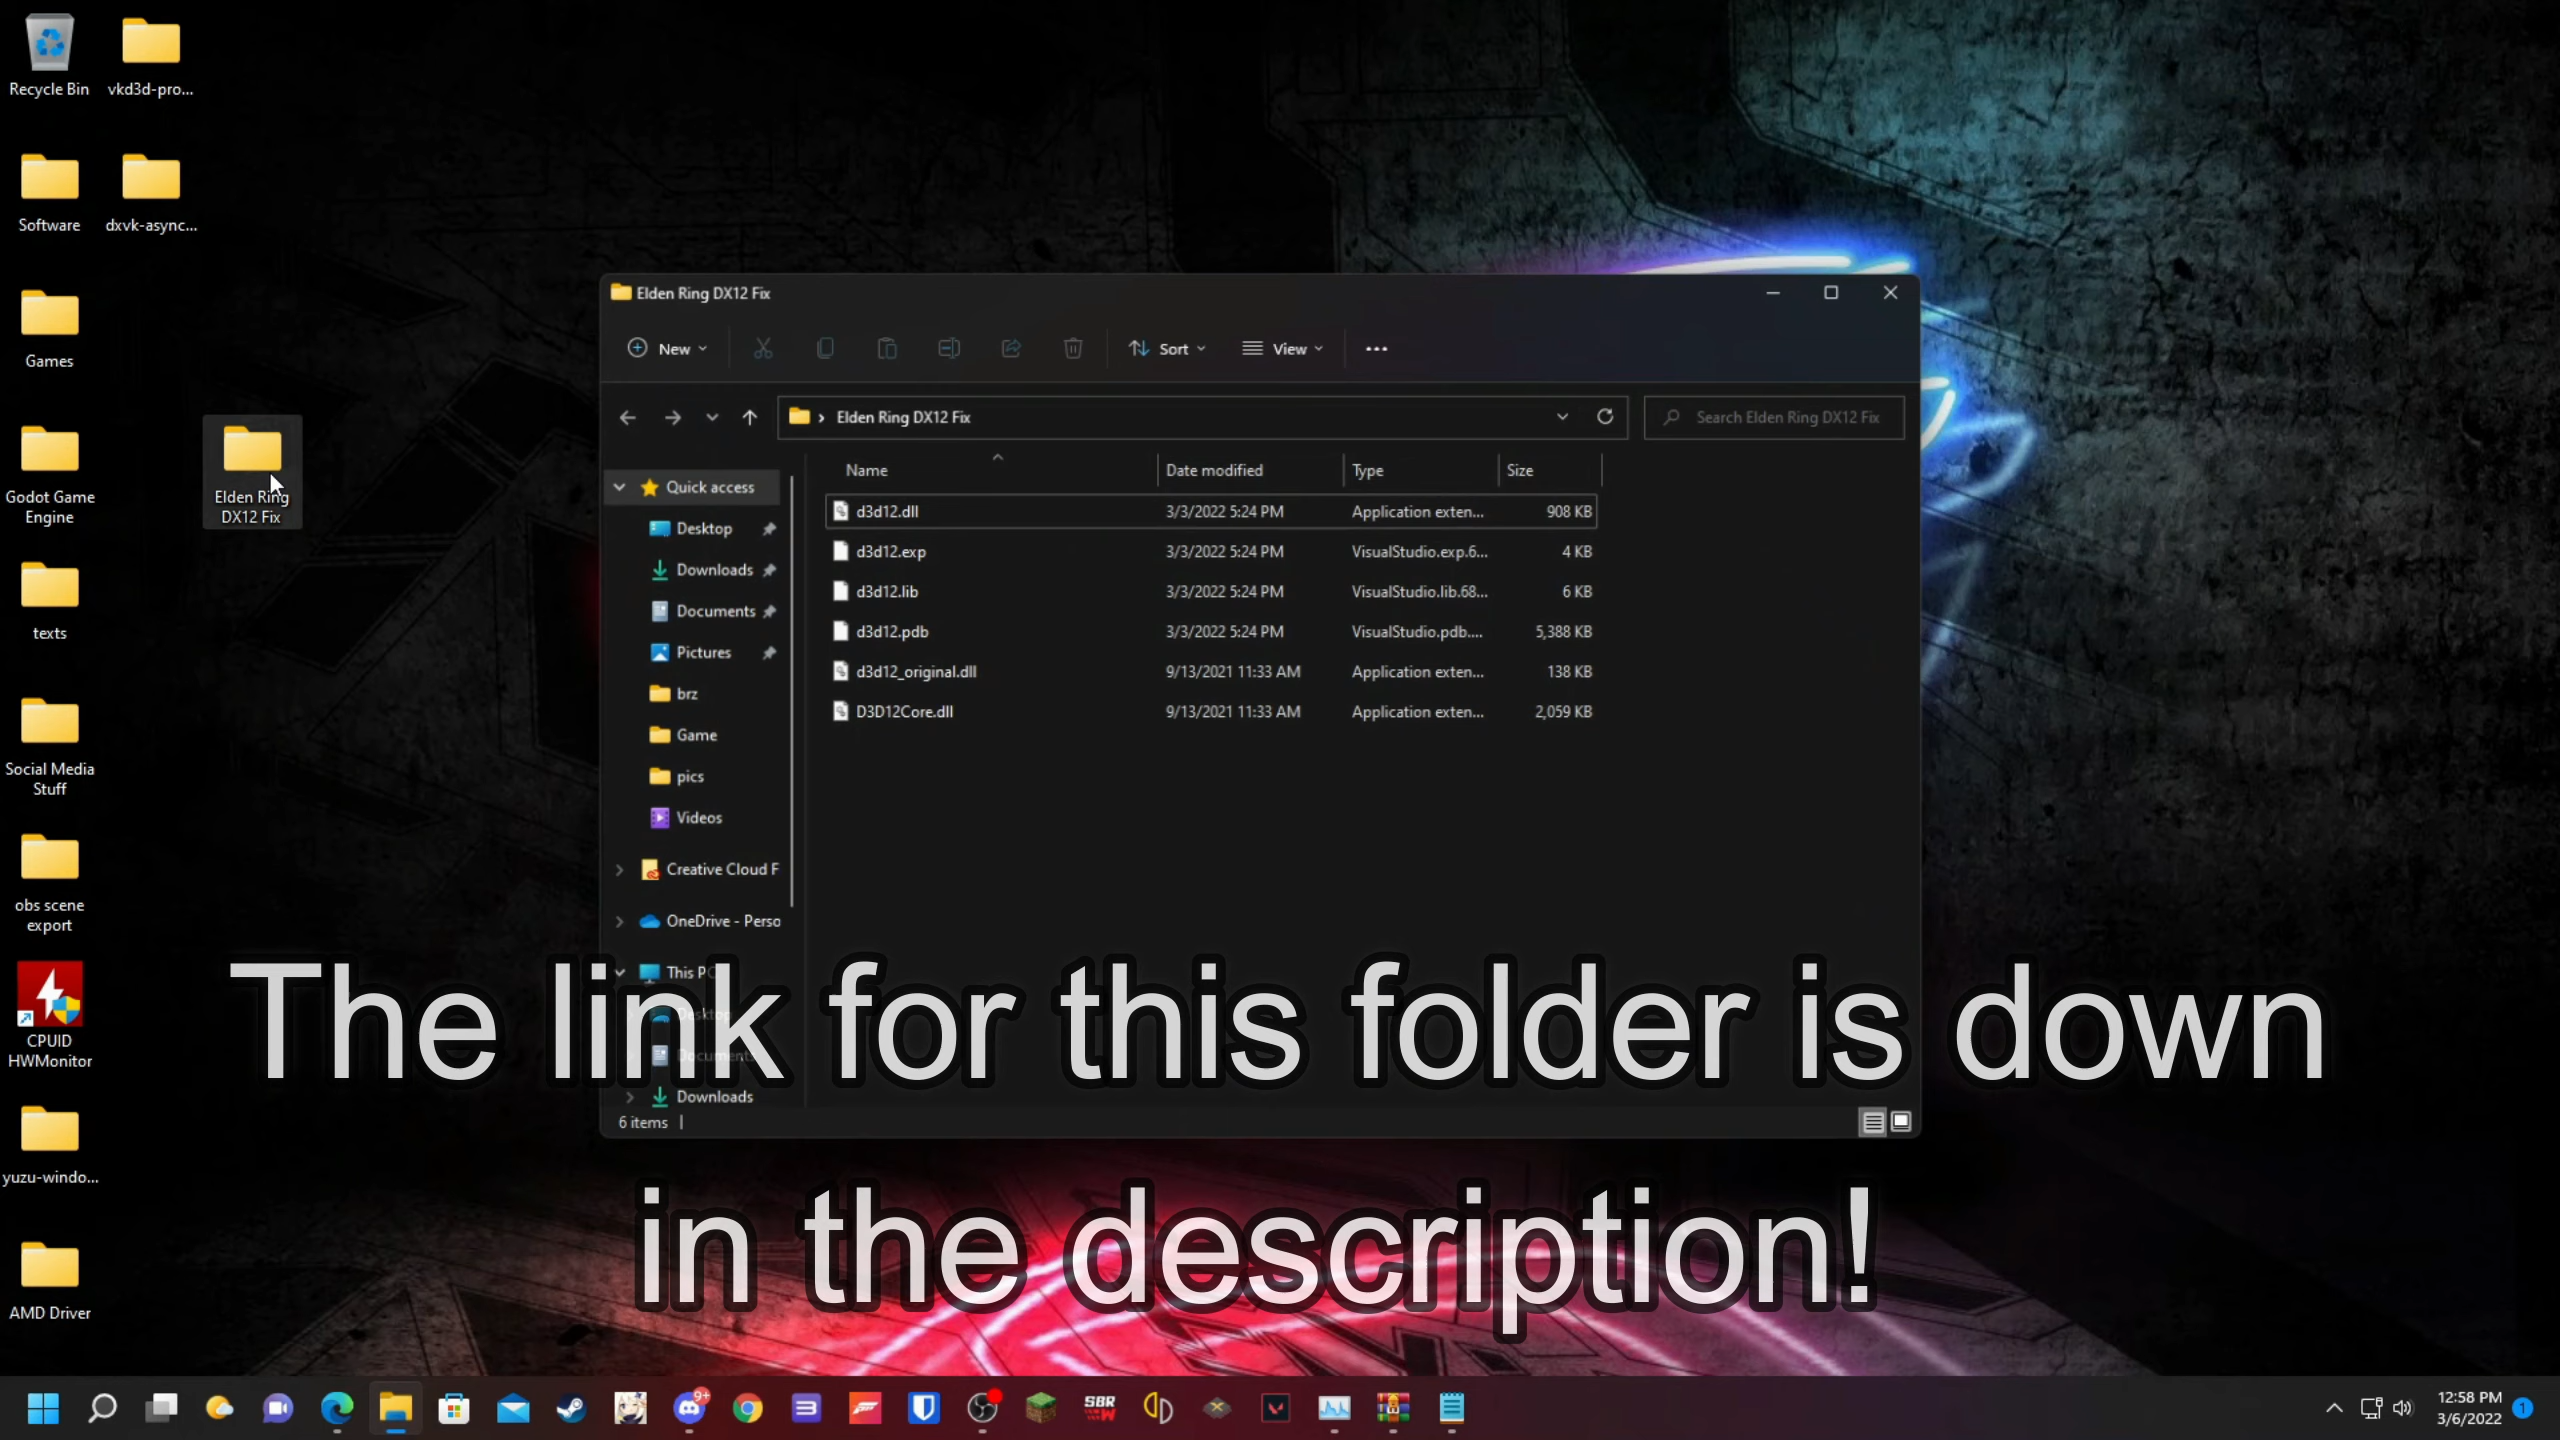 Recycle Bin
vkd3d-pro...
Software
dxvk-async...
Games
Godot Game
Engine
Elden Ring
DX12 Fix
texts
Social Media
Stuff
obs scene
export
CPUID
HWMonitor
yuzu-windo...
AMD Driver
Elden Ring DX12 Fix
New
Sort
View
Elden Ring DX12 Fix
Search Elden Ring DX12 Fix
Name Date modified Type Size
d3d12.dll 3/3/2022 5:24 PM Application exten... 908 KB
d3d12.exp 3/3/2022 5:24 PM VisualStudio.exp.6... 4 KB
d3d12.lib 3/3/2022 5:24 PM VisualStudio.lib.68... 6 KB
d3d12.pdb 3/3/2022 5:24 PM VisualStudio.pdb.... 5,388 KB
d3d12_original.dll 9/13/2021 11:33 AM Application exten... 138 KB
D3D12Core.dll 9/13/2021 11:33 AM Application exten... 2,059 KB
Quick access
Desktop
Downloads
Documents
Pictures
brz
Game
pics
Videos
Creative Cloud F
OneDrive - Perso
This PC
Desktop
Documents
Downloads
6 items
The link for this folder is down
in the description!
9+
SBR
W
12:58 PM
3/6/2022
1